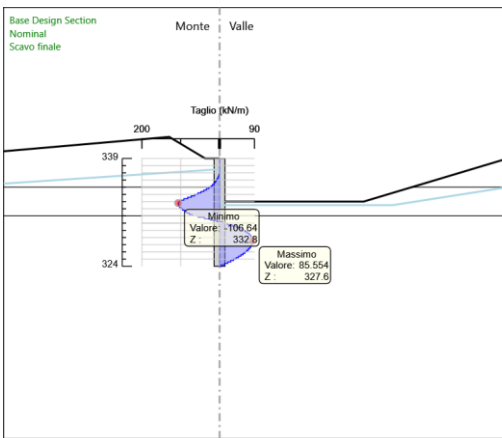 Base Design Section
Nominal
Scavo finale
Monte
Valle
Taglio (kN/m)
200
90
339
324
Minimo
Valore: -106.64
Z : 332.8
Massimo
Valore: 85.554
Z : 327.6